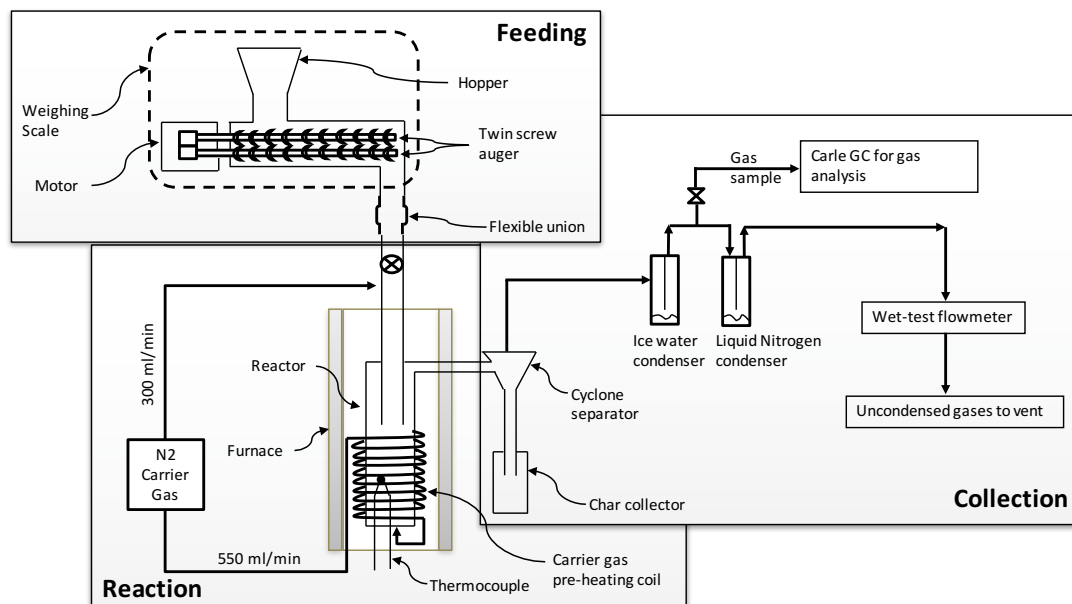 Feeding
Hopper
Weighing
Scale
Twin screw
auger
Motor
Flexible union
Gas
sample
Carle GC for gas
analysis
Ice water
condenser
Liquid Nitrogen
condenser
Wet-test flowmeter
Uncondensed gases to vent
Cyclone
separator
Char collector
Collection
300 ml/min
Reactor
Furnace
N2
Carrier
Gas
550 ml/min
Thermocouple
Carrier gas
pre-heating coil
Reaction